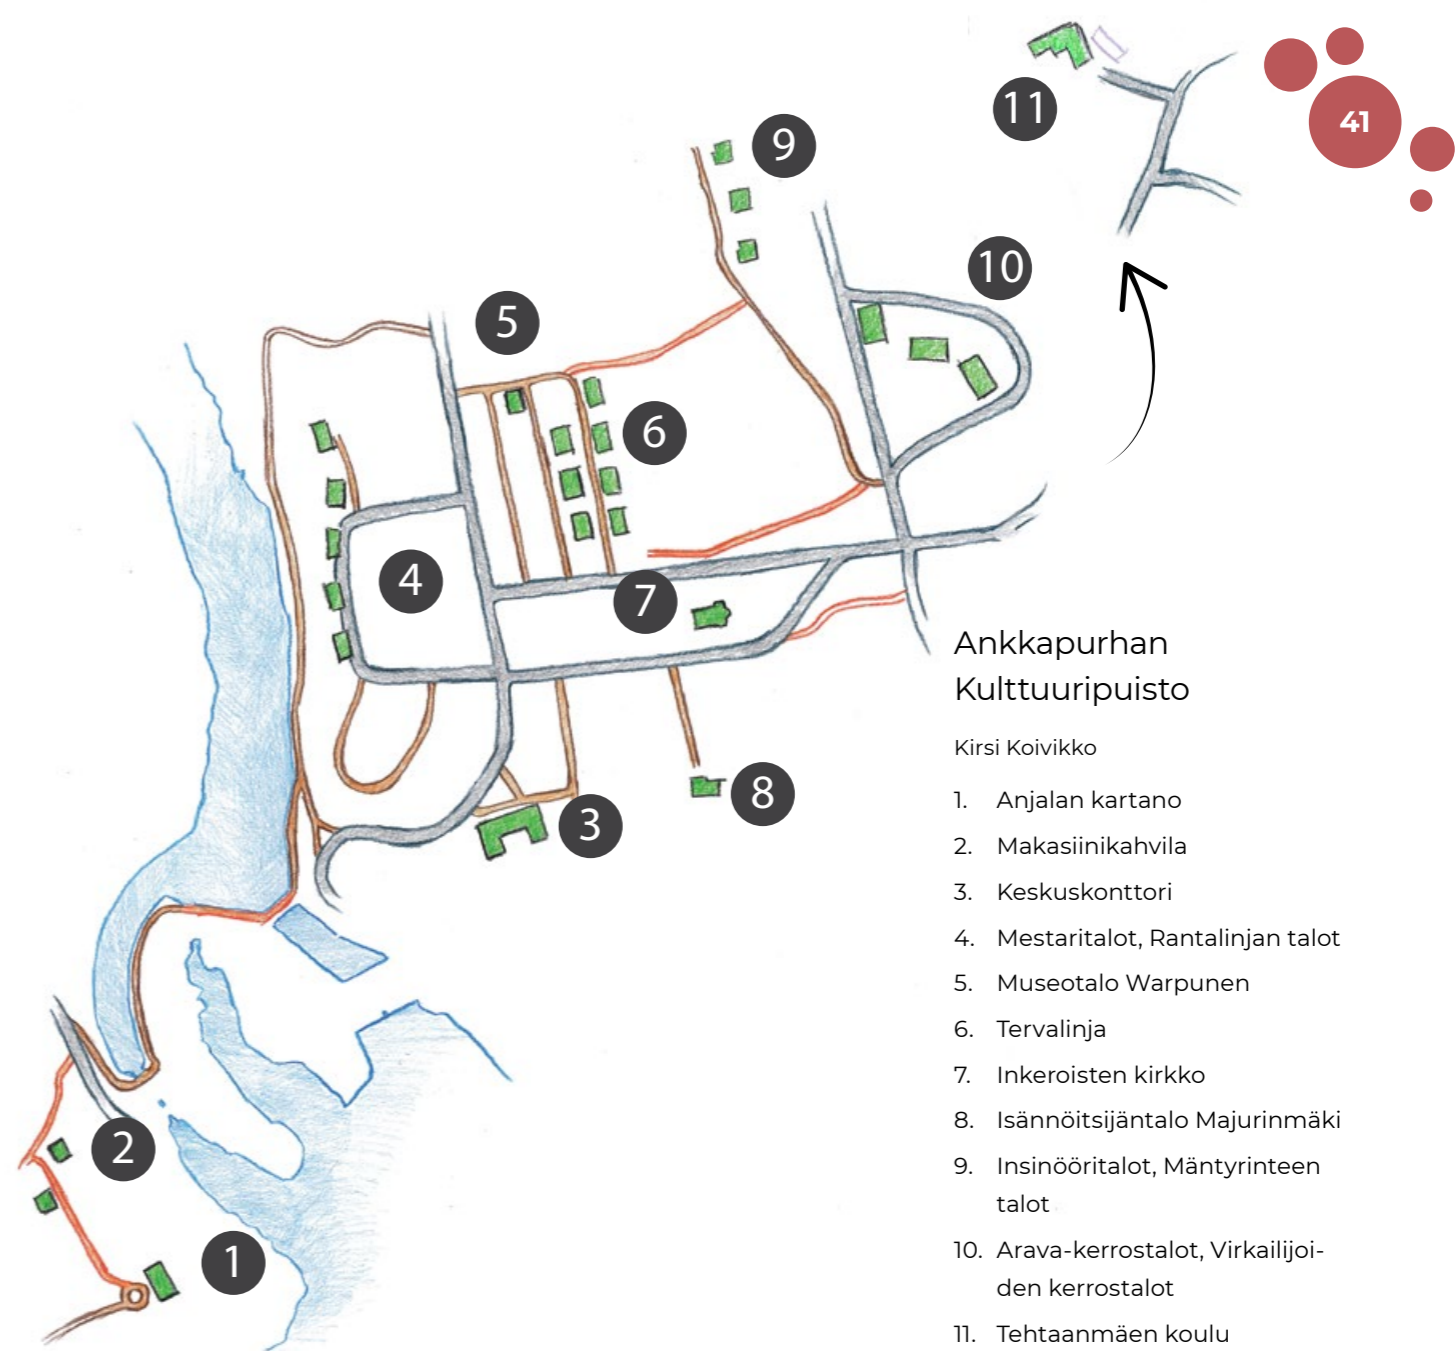 11
41
9
10
5
6
4
7
8
3
2
1
Ankkapurhan
Kulttuuripuisto
Kirsi Koivikko
1. Anjalan kartano
2. Makasiinikahvila
3. Keskuskonttori
4. Mestaritalot, Rantalinjan talot
5. Museotalo Warpunen
6. Tervalinja
7. Inkeroisten kirkko
8. Isännöitsijäntalo Majurinmäki
9. Insinööritalot, Mäntyrinteen
talot
10. Arava-kerrostalot, Virkailijoi-
den kerrostalot
11. Tehtaanmäen koulu